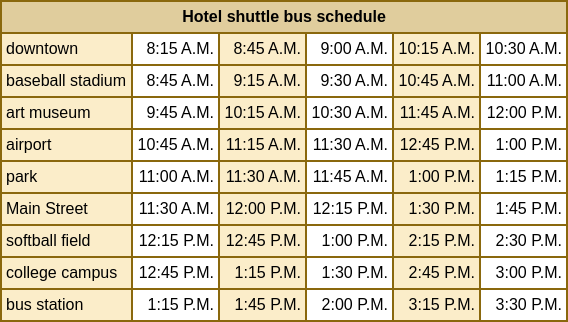 Hotel shuttle bus schedule
downtown 8:15 A.M. 8:45 A.M. 9:00 A.M. 10:15 A.M. 10:30 A.M.
baseball stadium 8:45 A.M. 9:15 A.M. 9:30 A.M. 10:45 A.M. 11:00 A.M.
art museum 9:45 A.M. 10:15 A.M. 10:30 A.M. 11:45 A.M. 12:00 P.M.
airport 10:45 A.M. 11:15 A.M. 11:30 A.M. 12:45 P.M. 1:00 P.M.
park 11:00 A.M. 11:30 A.M. 11:45 A.M. 1:00 P.M. 1:15 P.M.
Main Street 11:30 A.M. 12:00 P.M. 12:15 P.M. 1:30 P.M. 1:45 P.M.
softball field 12:15 P.M. 12:45 P.M. 1:00 P.M. 2:15 P.M. 2:30 P.M.
college campus 12:45 P.M. 1:15 P.M. 1:30 P.M. 2:45 P.M. 3:00 P.M.
bus station 1:15 P.M. 1:45 P.M. 2:00 P.M. 3:15 P.M. 3:30 P.M.